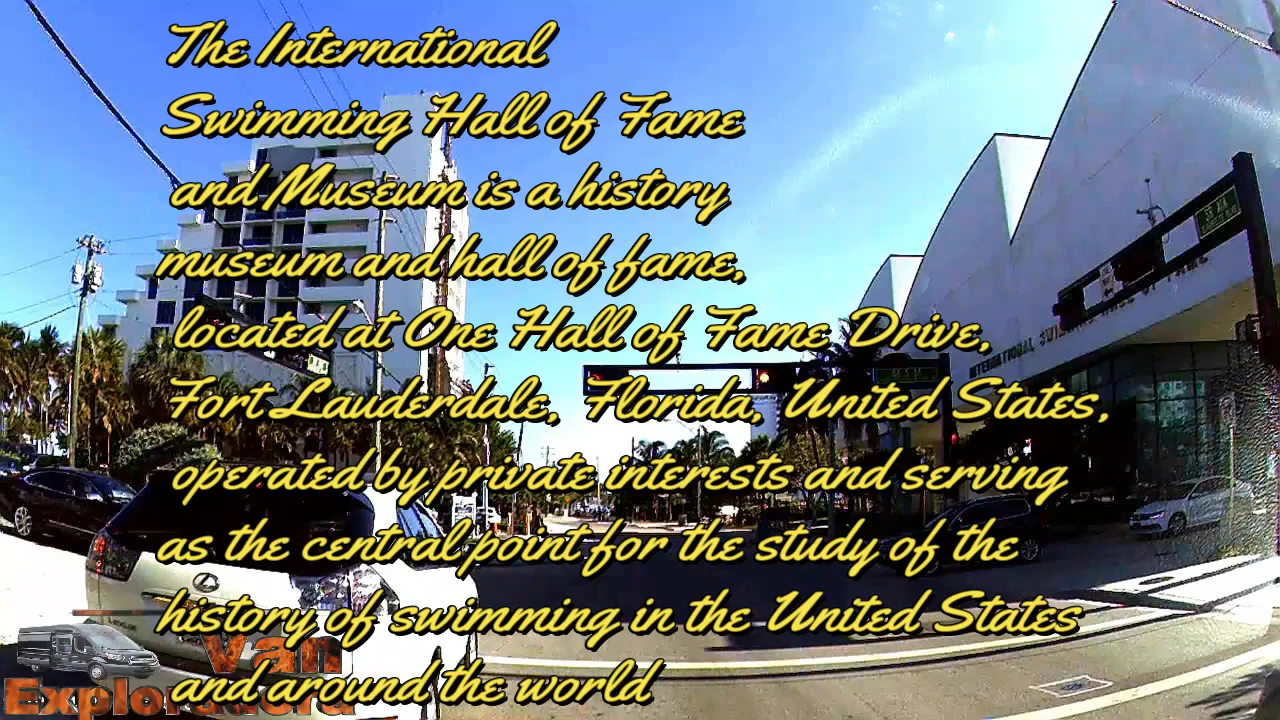 The International
Swimming Hall of Fame
and Museum is a history
museum and hall of fame,
located at One Hall of Fame Drive,
Fort Lauderdale, Florida, United States,
operated by private interests and serving
as the central point for the study of the
history of swimming in the United States
and around the world
INTERNATIONAL
Van
Exploradora